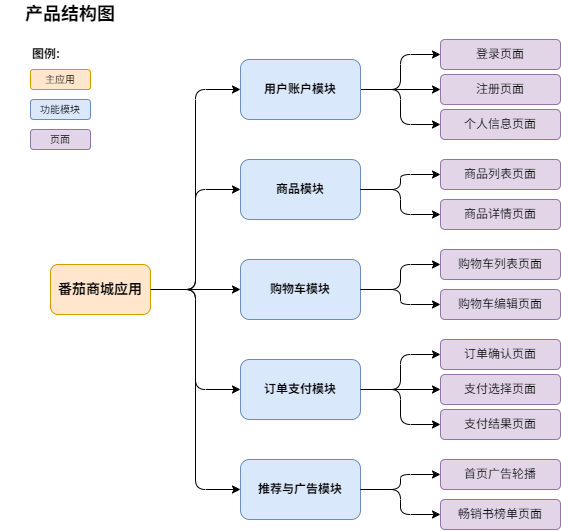 产品结构图
图例:
主应用
功能模块
页面
番茄商城应用
用户账户模块
登录页面
注册页面
个人信息页面
商品模块
商品列表页面
商品详情页面
购物车模块
购物车列表页面
购物车编辑页面
订单支付模块
订单确认页面
支付选择页面
支付结果页面
推荐与广告模块
首页广告轮播
畅销书榜单页面